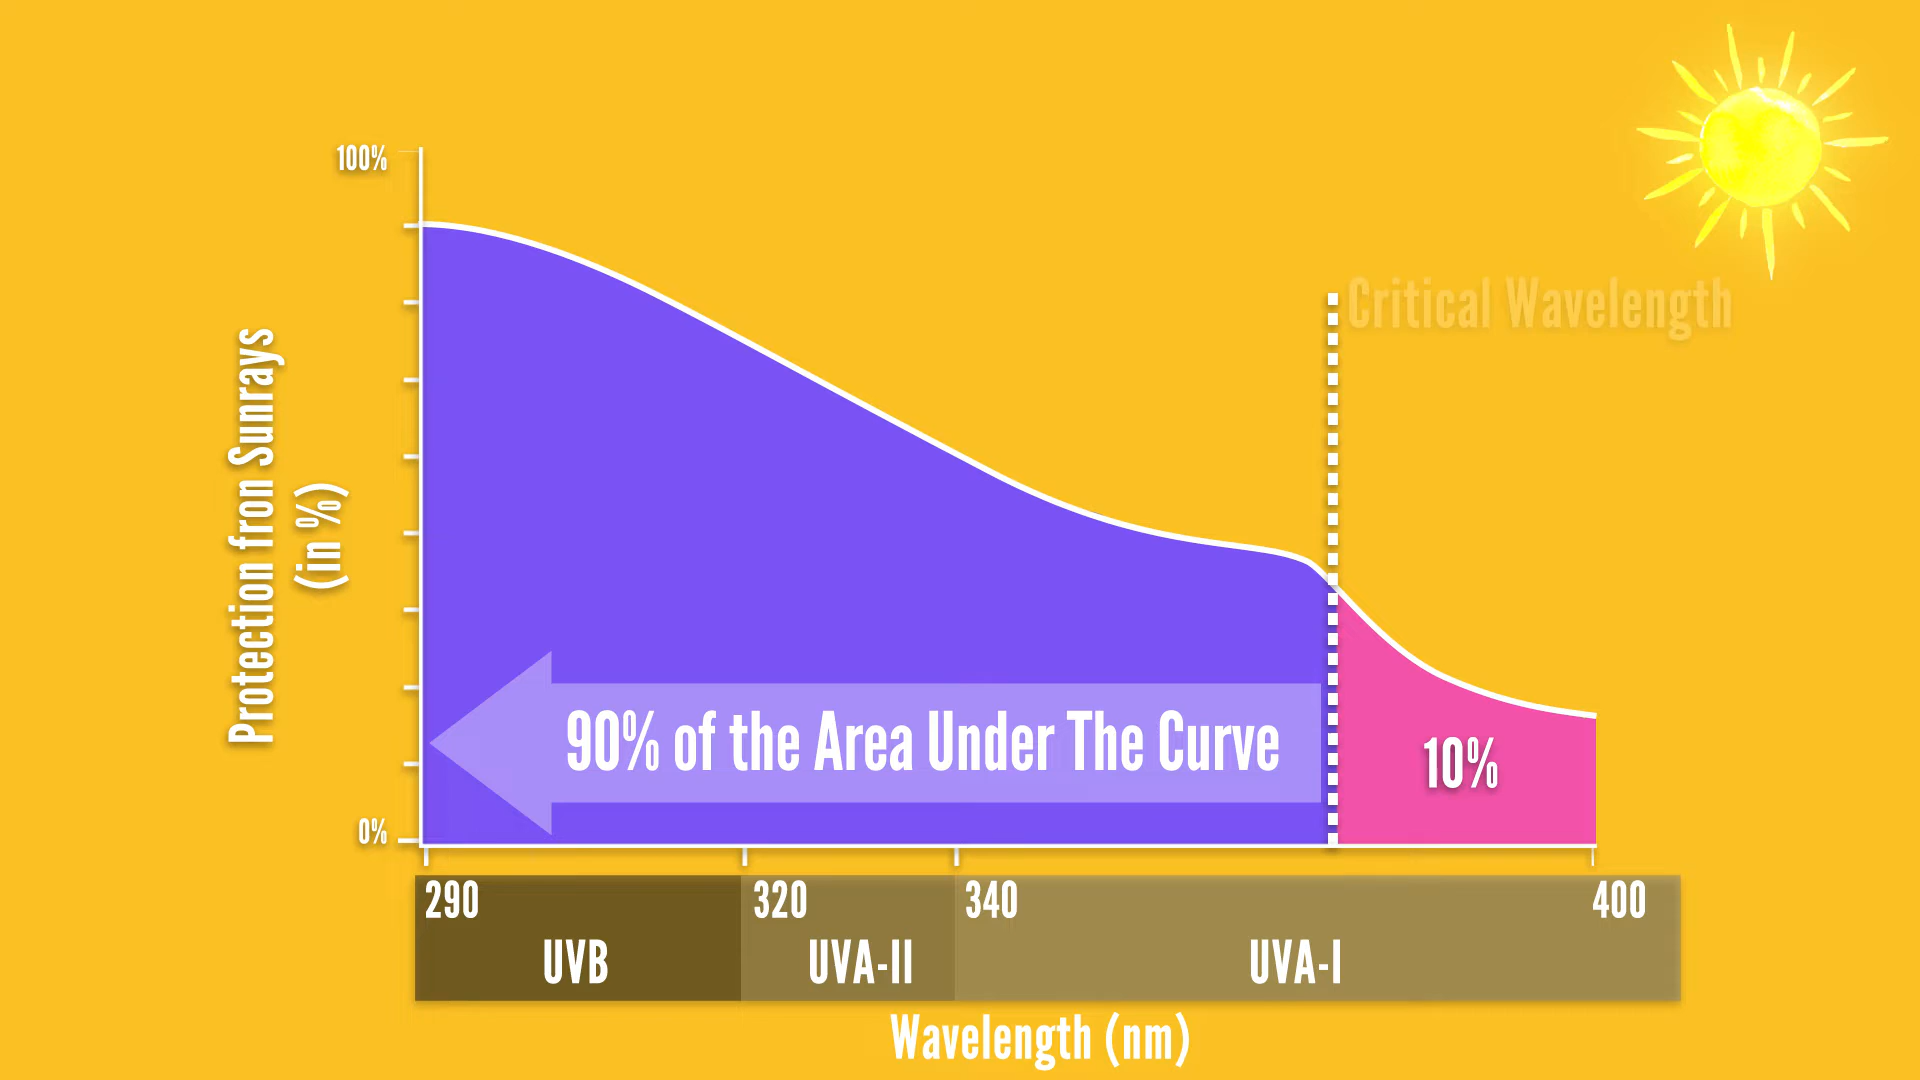 100%
Critical Wavelength
Protection fron Sunrays
(in %)
90% of the Area Under The Curve
10%
0%
290
320
340
400
UVB
UVA-II
UVA-I
Wavelength (nm)